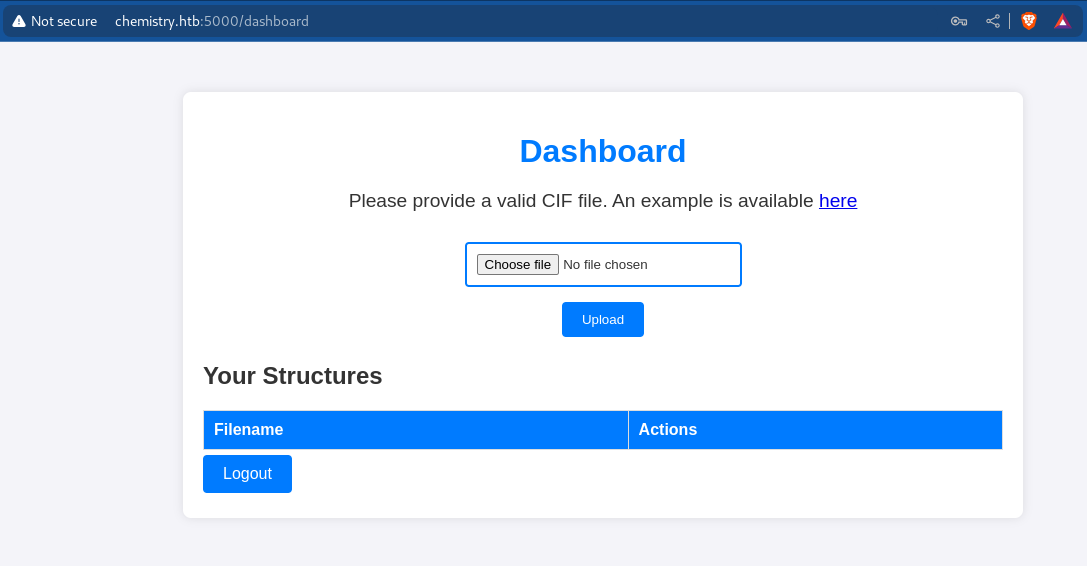 Not secure chemistry.htb:5000/dashboard
Dashboard
Please provide a valid CIF file. An example is available here
Choose file No file chosen
Upload
Your Structures
Filename Actions
Logout